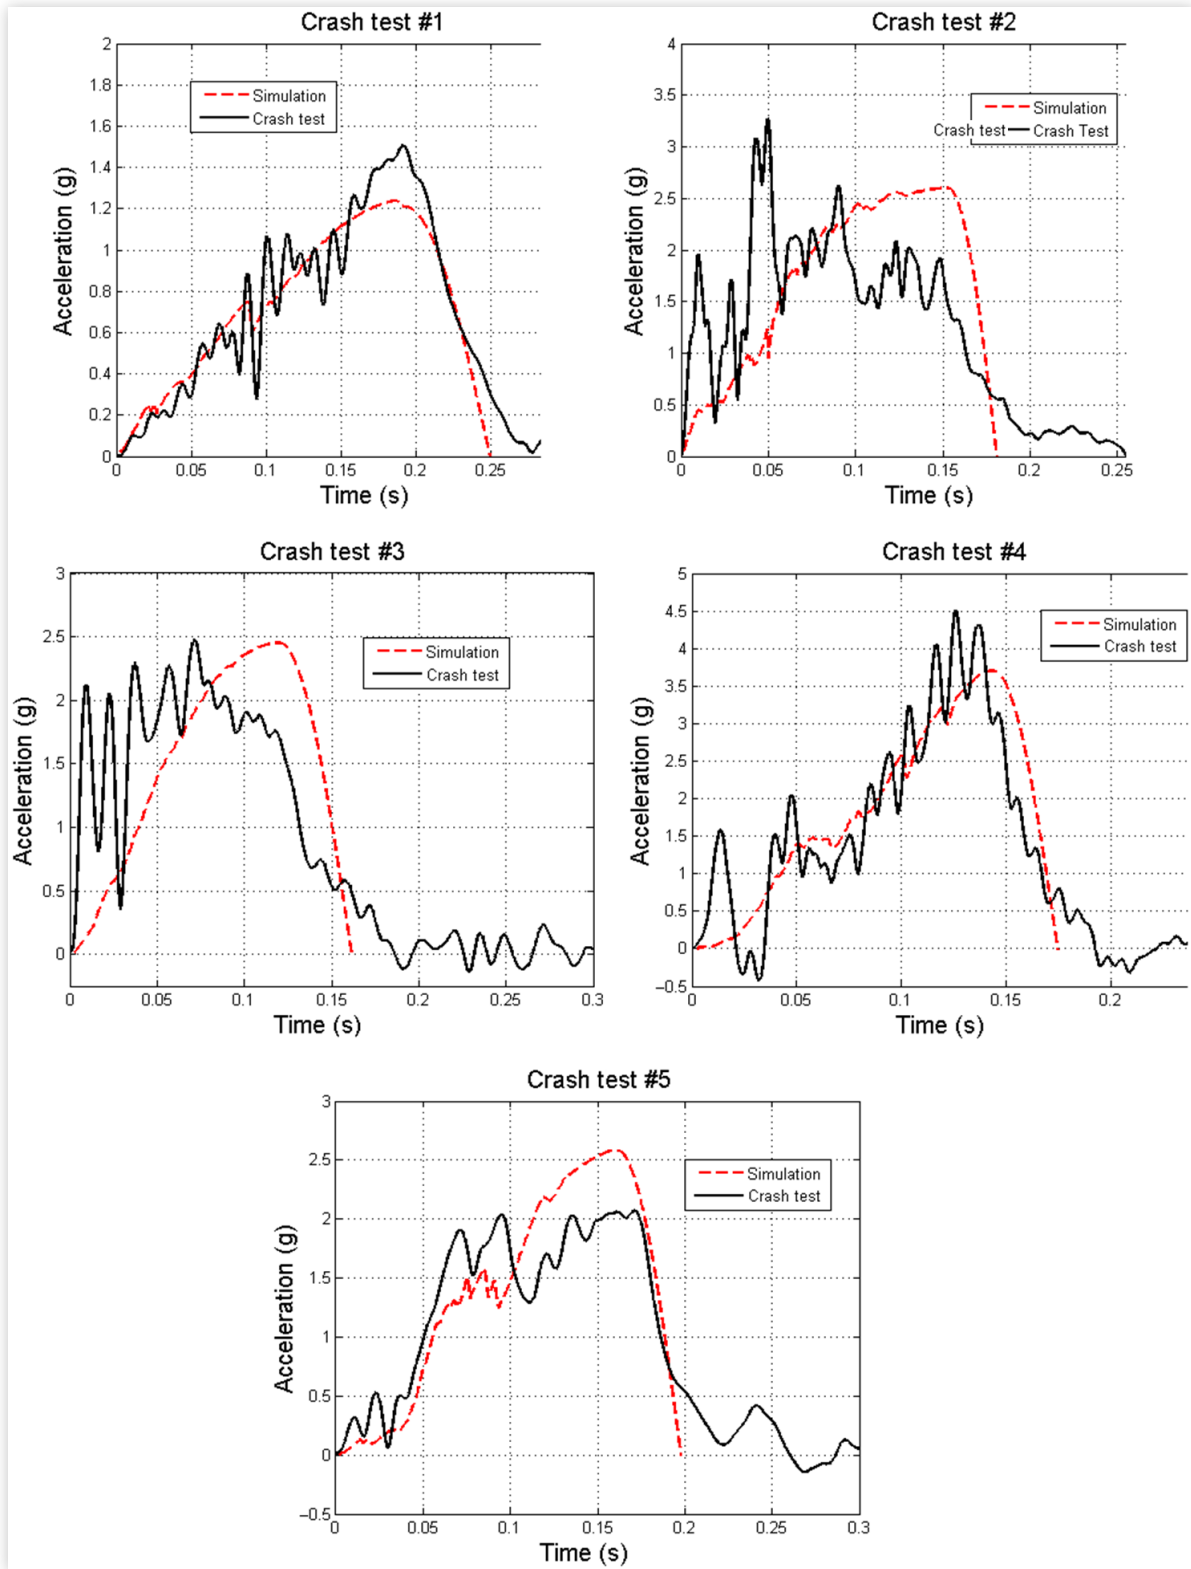 Crash test #1
2
1.8
1.6
1.4
1.2
1
0.8
0.6
0.4
0.2
0
Acceleration (g)
Simulation
Crash test
0 0.05 0.1 0.15 0.2 0.25
Time (s)
Crash test #2
4
3.5
3
2.5
2
1.5
1
0.5
0
Acceleration (g)
Simulation
Crash test Crash Test
0 0.05 0.1 0.15 0.2 0.25
Time (s)
Crash test #3
3
2.5
2
1.5
1
0.5
0
Acceleration (g)
Simulation
Crash test
0 0.05 0.1 0.15 0.2 0.25 0.3
Time (s)
Crash test #4
5
4.5
4
3.5
3
2.5
2
1.5
1
0.5
0
−0.5
Acceleration (g)
Simulation
Crash test
0 0.05 0.1 0.15 0.2
Time (s)
Crash test #5
3
2.5
2
1.5
1
0.5
0
−0.5
Acceleration (g)
Simulation
Crash test
0 0.05 0.1 0.15 0.2 0.25 0.3
Time (s)